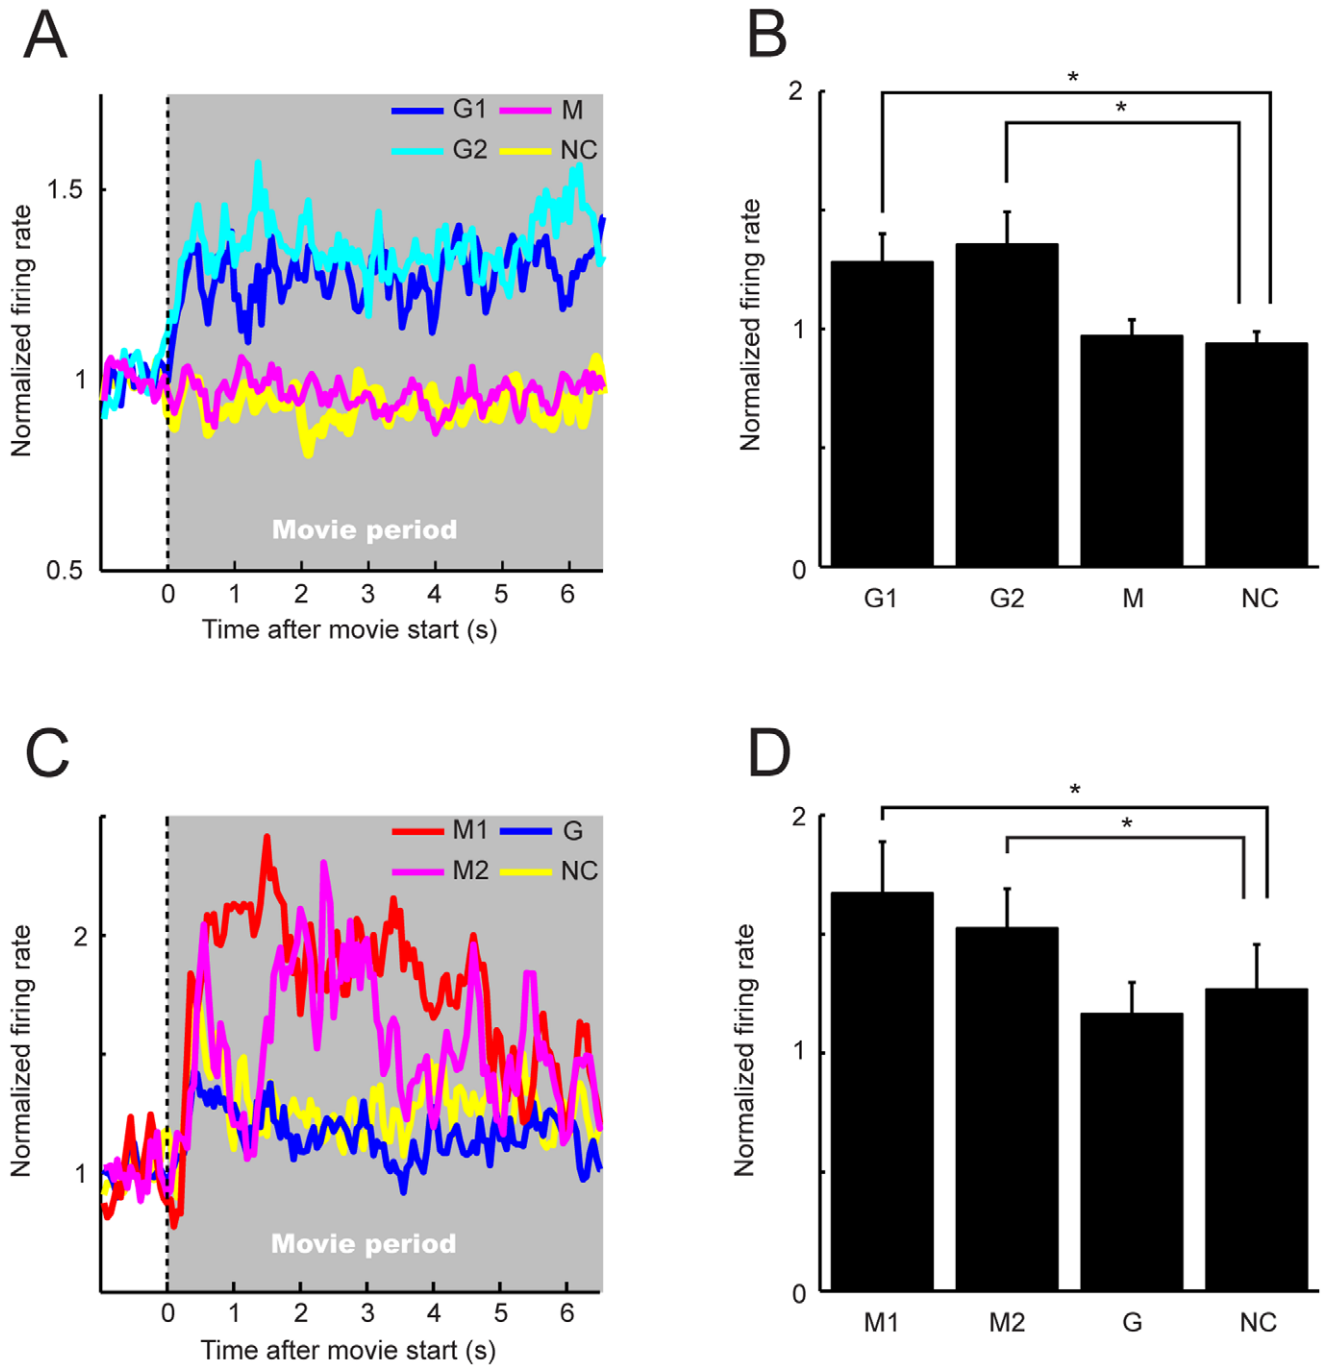 A
G1 M
G2 NC
1.5
1
0.5
Normalized firing rate
Movie period
0 1 2 3 4 5 6
Time after movie start (s)
B
*
*
2
1
0
Normalized firing rate
G1 G2 M NC
C
M1 G
M2 NC
2
1
Normalized firing rate
Movie period
0 1 2 3 4 5 6
Time after movie start (s)
D
*
*
2
1
0
Normalized firing rate
M1 M2 G NC